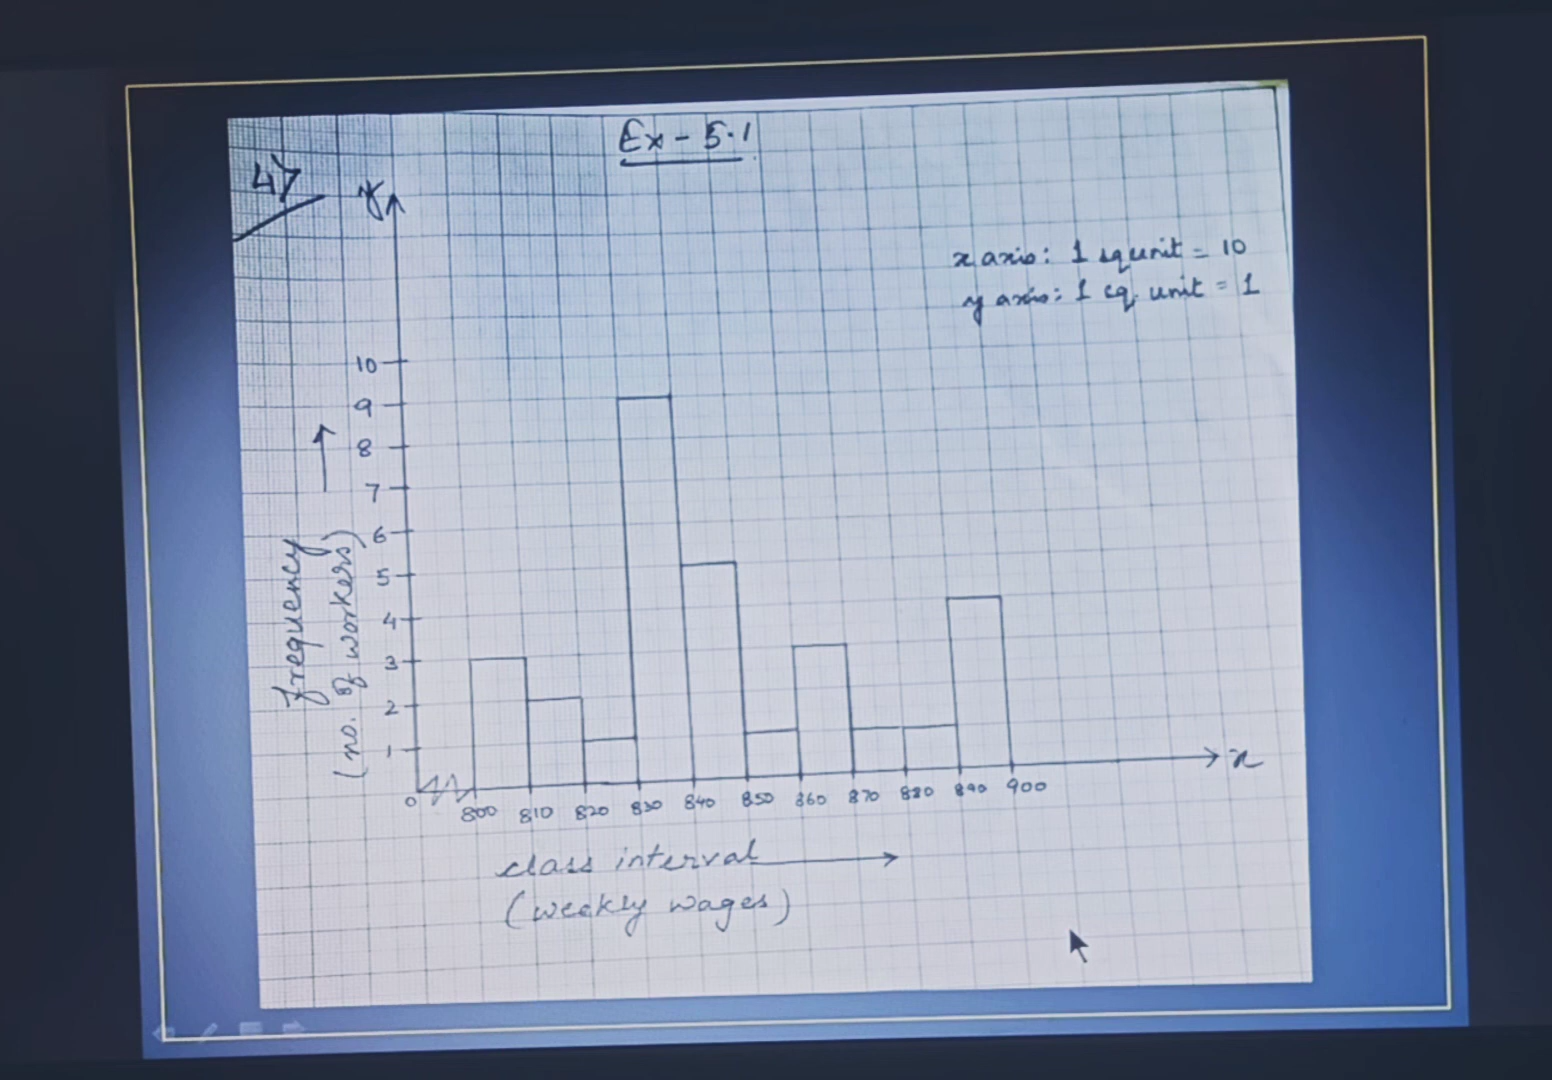 Ex - 5.1
47
y
x axis: 1 sq unit = 10
y axis: 1 cq. unit = 1
10
9
8
7
6
5
4
3
2
1
0
frequency
(no. of workers)
800 810 820 830 840 850 860 870 880 890 900
x
class interval
(weekly wages)